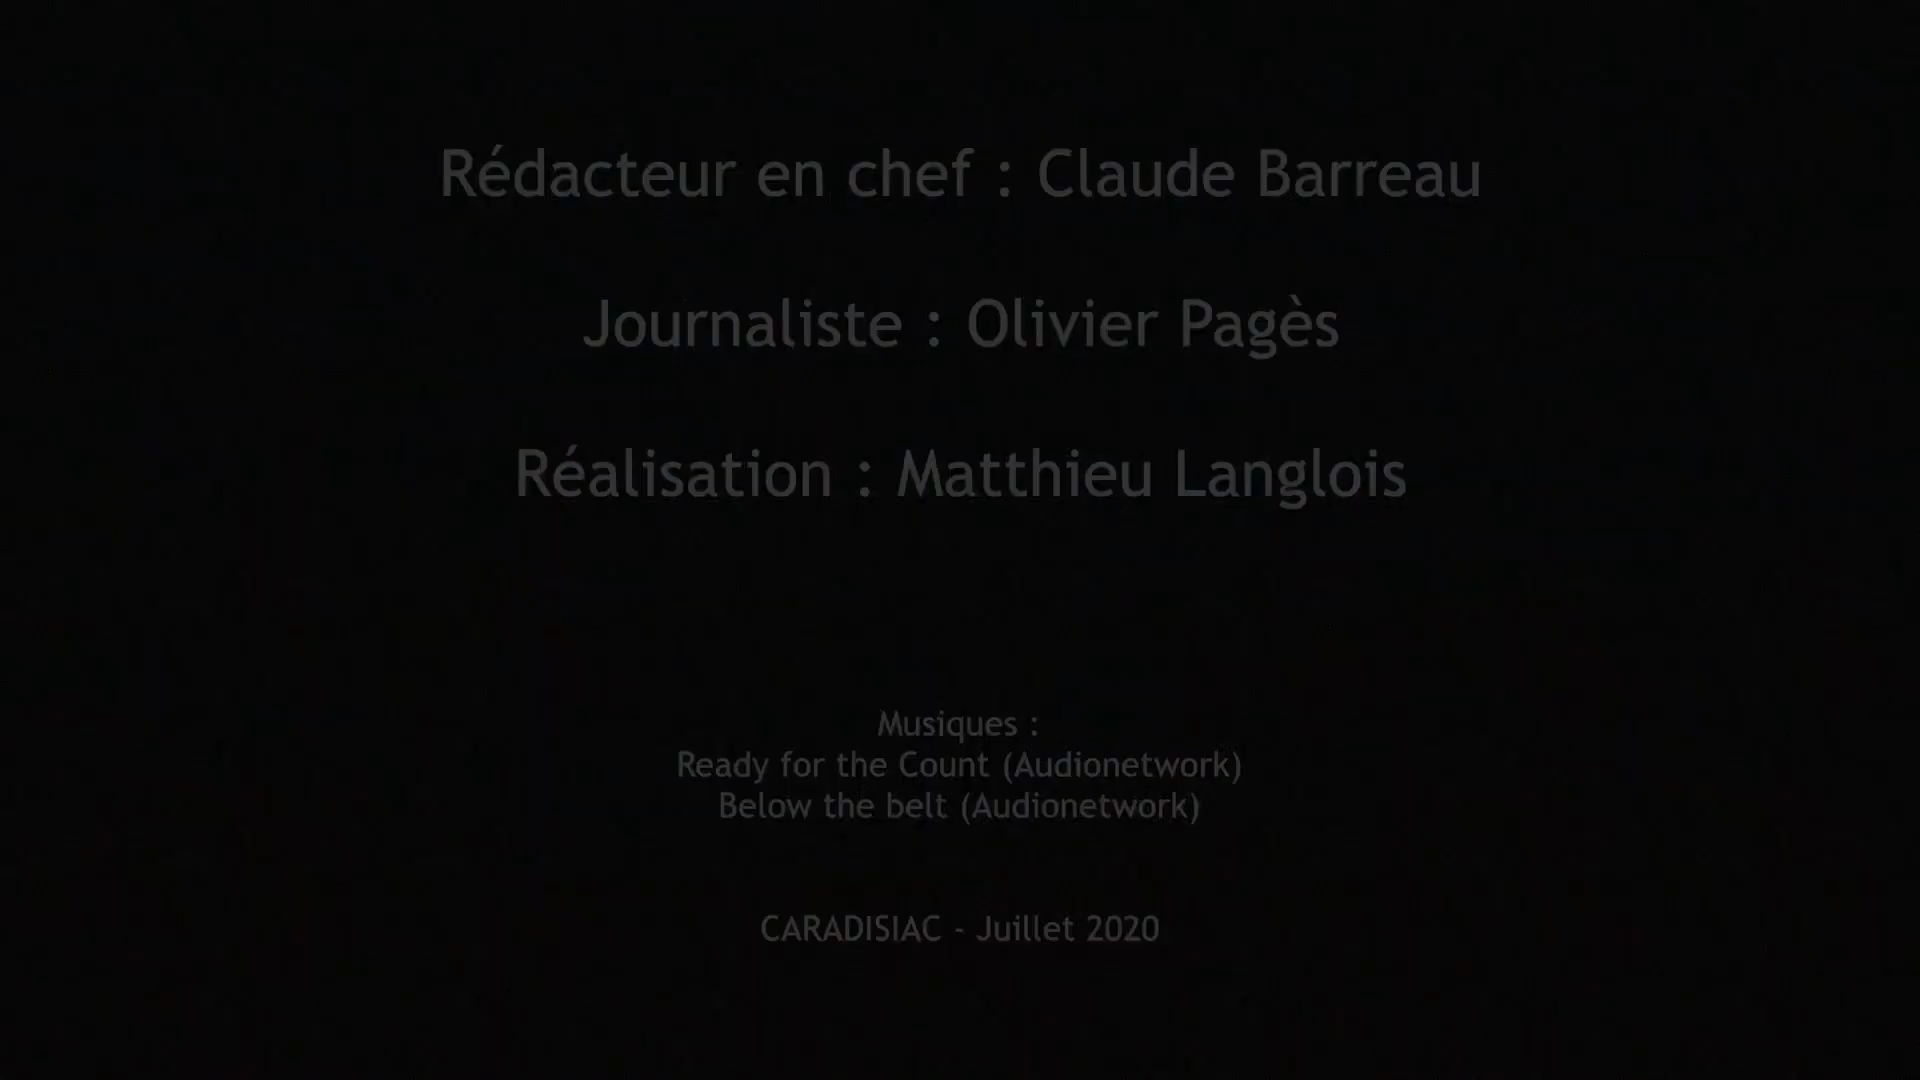 Rédacteur en chef : Claude Barreau
Journaliste : Olivier Pagès
Réalisation : Matthieu Langlois
Musiques :
Ready for the Count (Audionetwork)
Below the belt (Audionetwork)
CARADISIAC - Juillet 2020